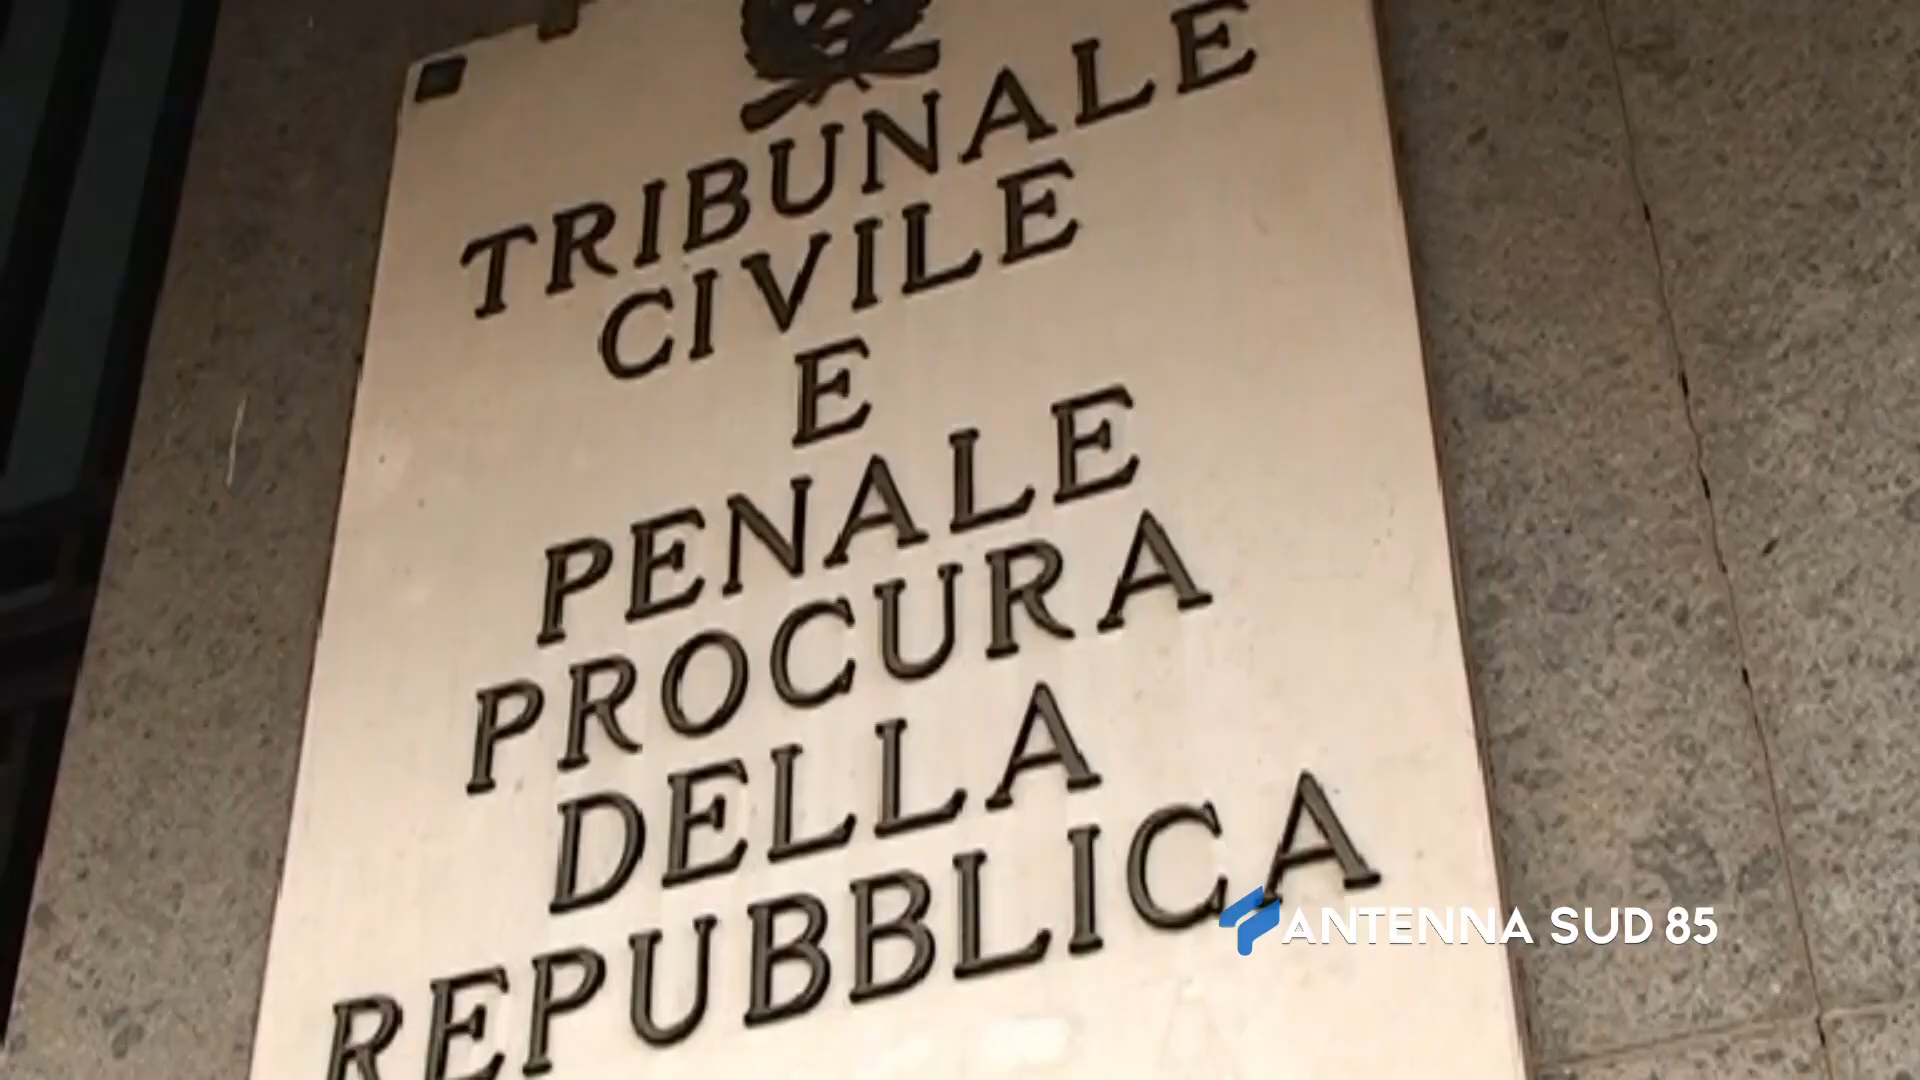 TRIBUNALE
CIVILE
E
PENALE
PROCURA
DELLA
REPUBBLICA
ANTENNA SUD 85